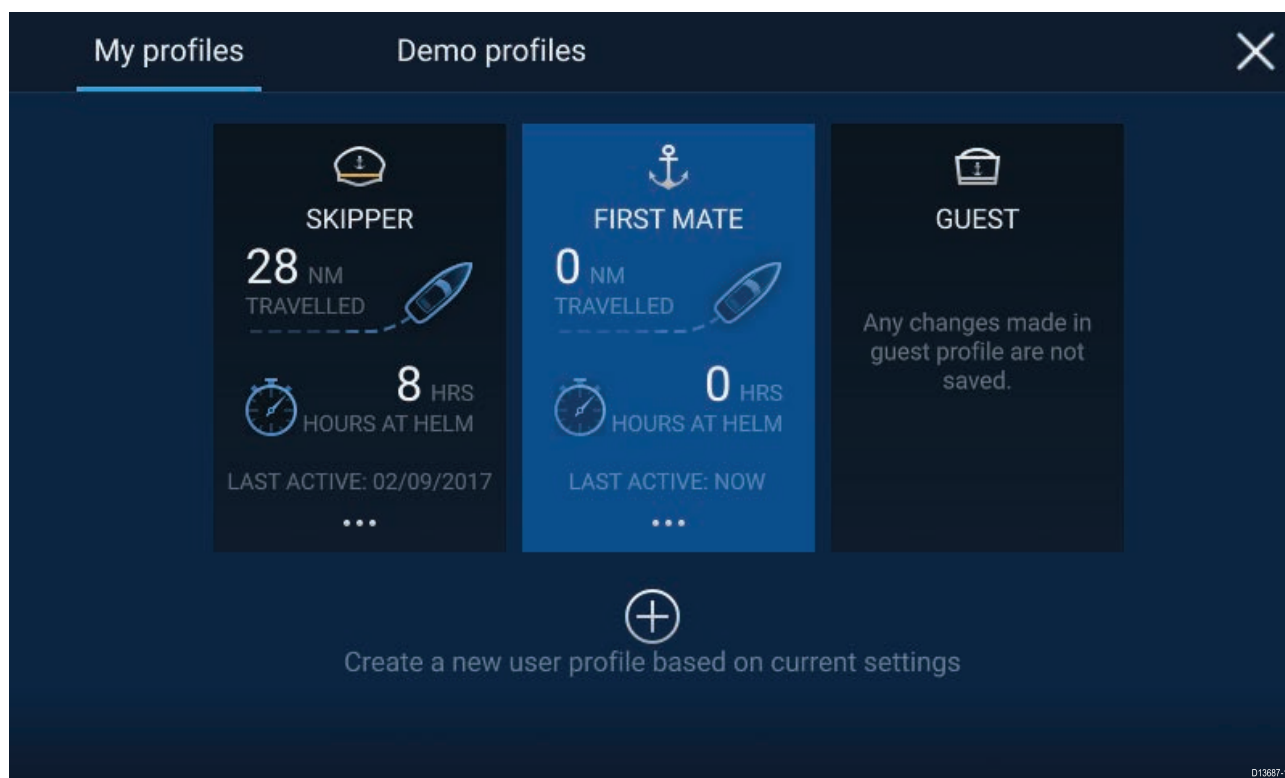 My profiles Demo profiles
SKIPPER
28 NM
TRAVELLED
8 HRS
HOURS AT HELM
LAST ACTIVE: 02/09/2017
FIRST MATE
0 NM
TRAVELLED
0 HRS
HOURS AT HELM
LAST ACTIVE: NOW
GUEST
Any changes made in
guest profile are not
saved.
Create a new user profile based on current settings